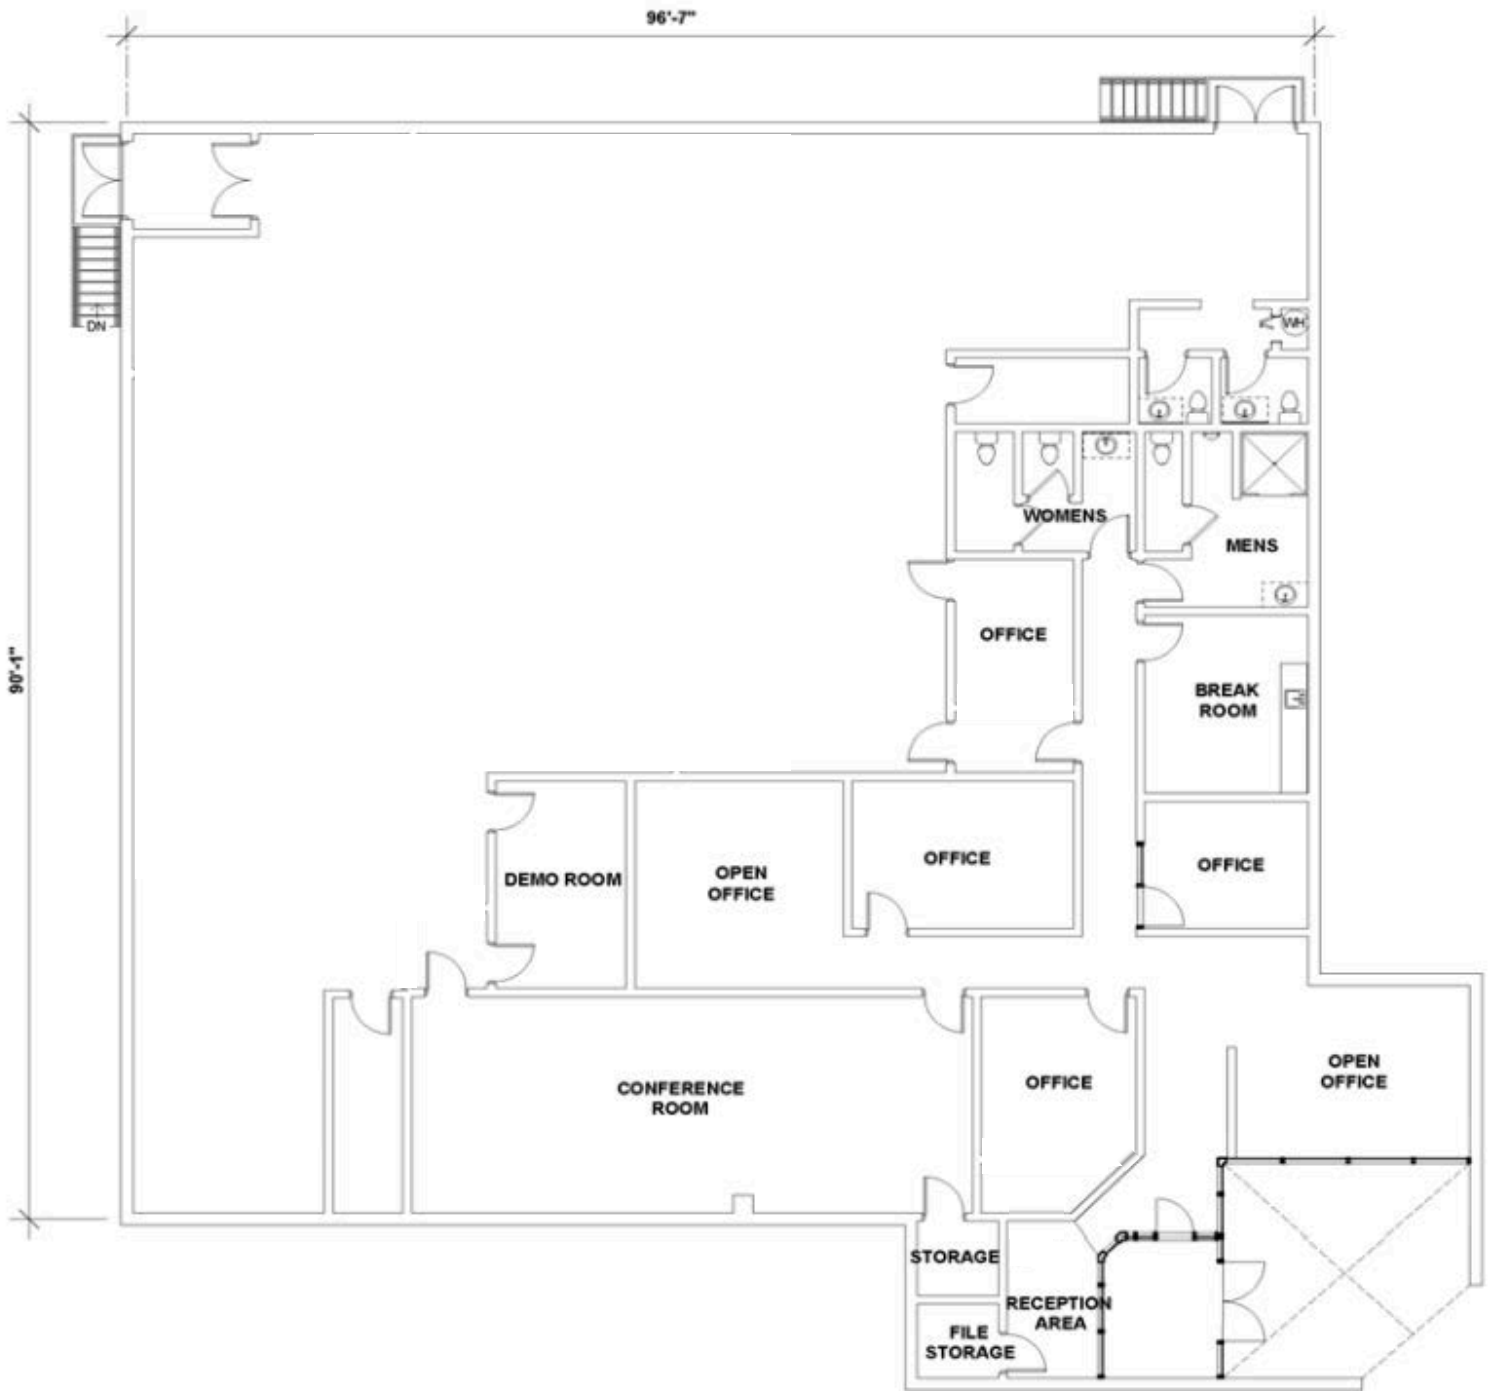 96'-7"
DN
WH
WOMENS
MENS
OFFICE
90'-1"
BREAK
ROOM
OFFICE
OFFICE
DEMO ROOM
OPEN
OFFICE
CONFERENCE
ROOM
OFFICE
OPEN
OFFICE
STORAGE
RECEPTION
AREA
FILE
STORAGE